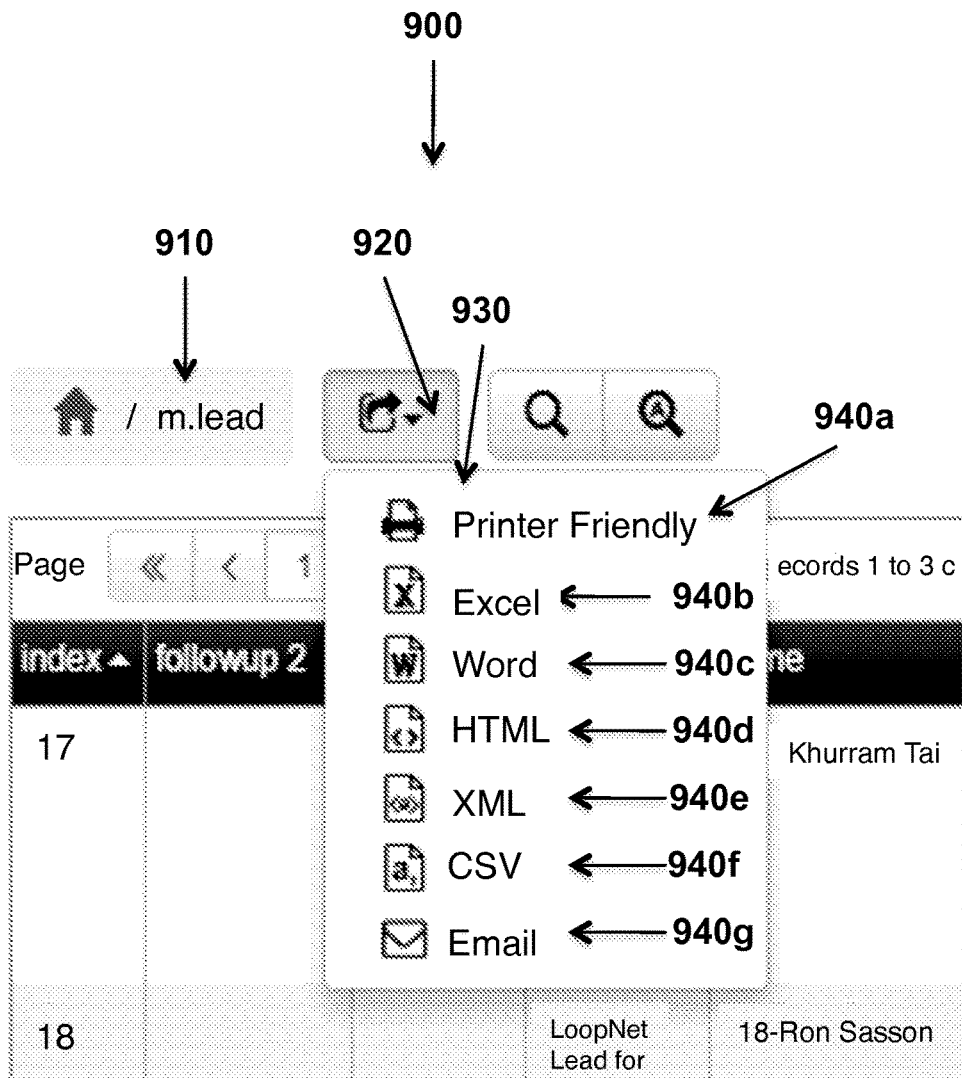 900
910
920
930
/ m.lead
A
940a
Printer Friendly
Page
«
<
1
ecords 1 to 3 c
X
Excel
940b
index
followup 2
me
W
Word
940c
17
<>
HTML
940d
Khurram Tai
XML
940e
a,
CSV
940f
Email
940g
18
LoopNet
Lead for
18-Ron Sasson